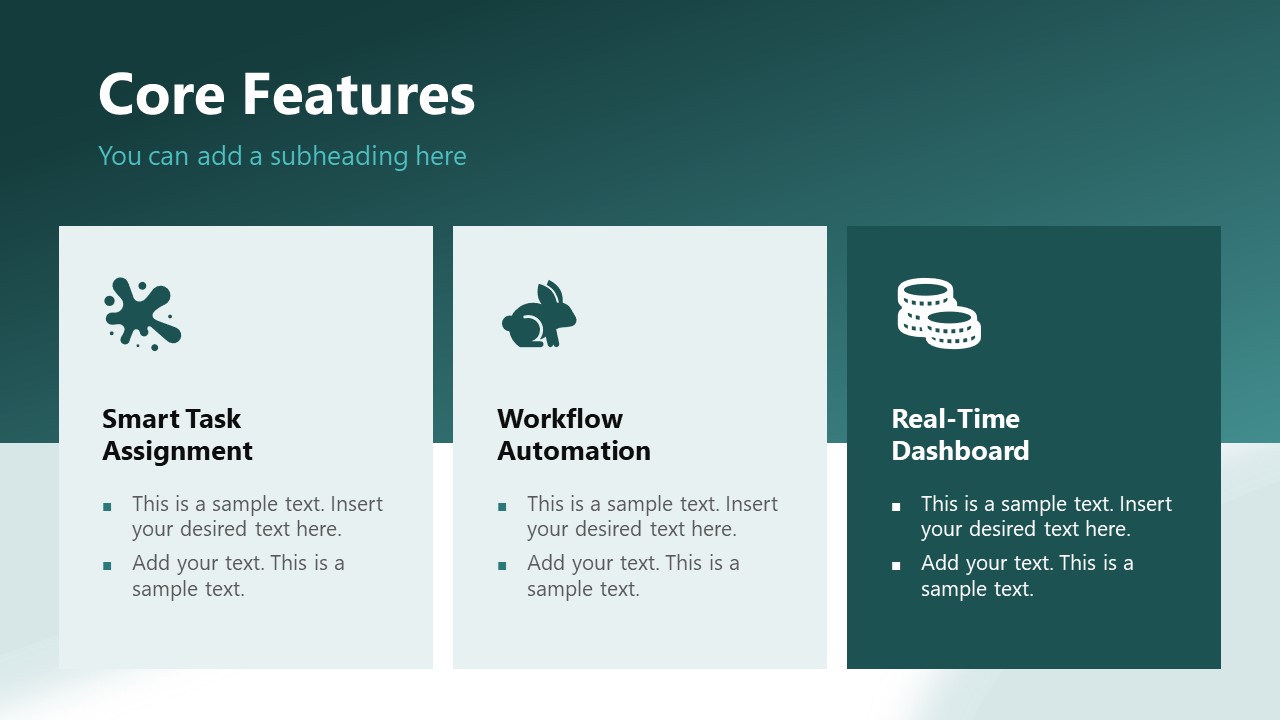 Core Features
You can add a subheading here
Smart Task
Assignment
▪ This is a sample text. Insert
your desired text here.
▪ Add your text. This is a
sample text.
Workflow
Automation
▪ This is a sample text. Insert
your desired text here.
▪ Add your text. This is a
sample text.
Real-Time
Dashboard
▪ This is a sample text. Insert
your desired text here.
▪ Add your text. This is a
sample text.